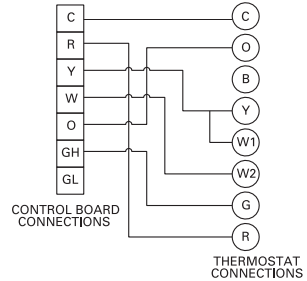 C
R
Y
W
O
GH
GL
CONTROL BOARD
CONNECTIONS
C
O
B
Y
W1
W2
G
R
THERMOSTAT
CONNECTIONS